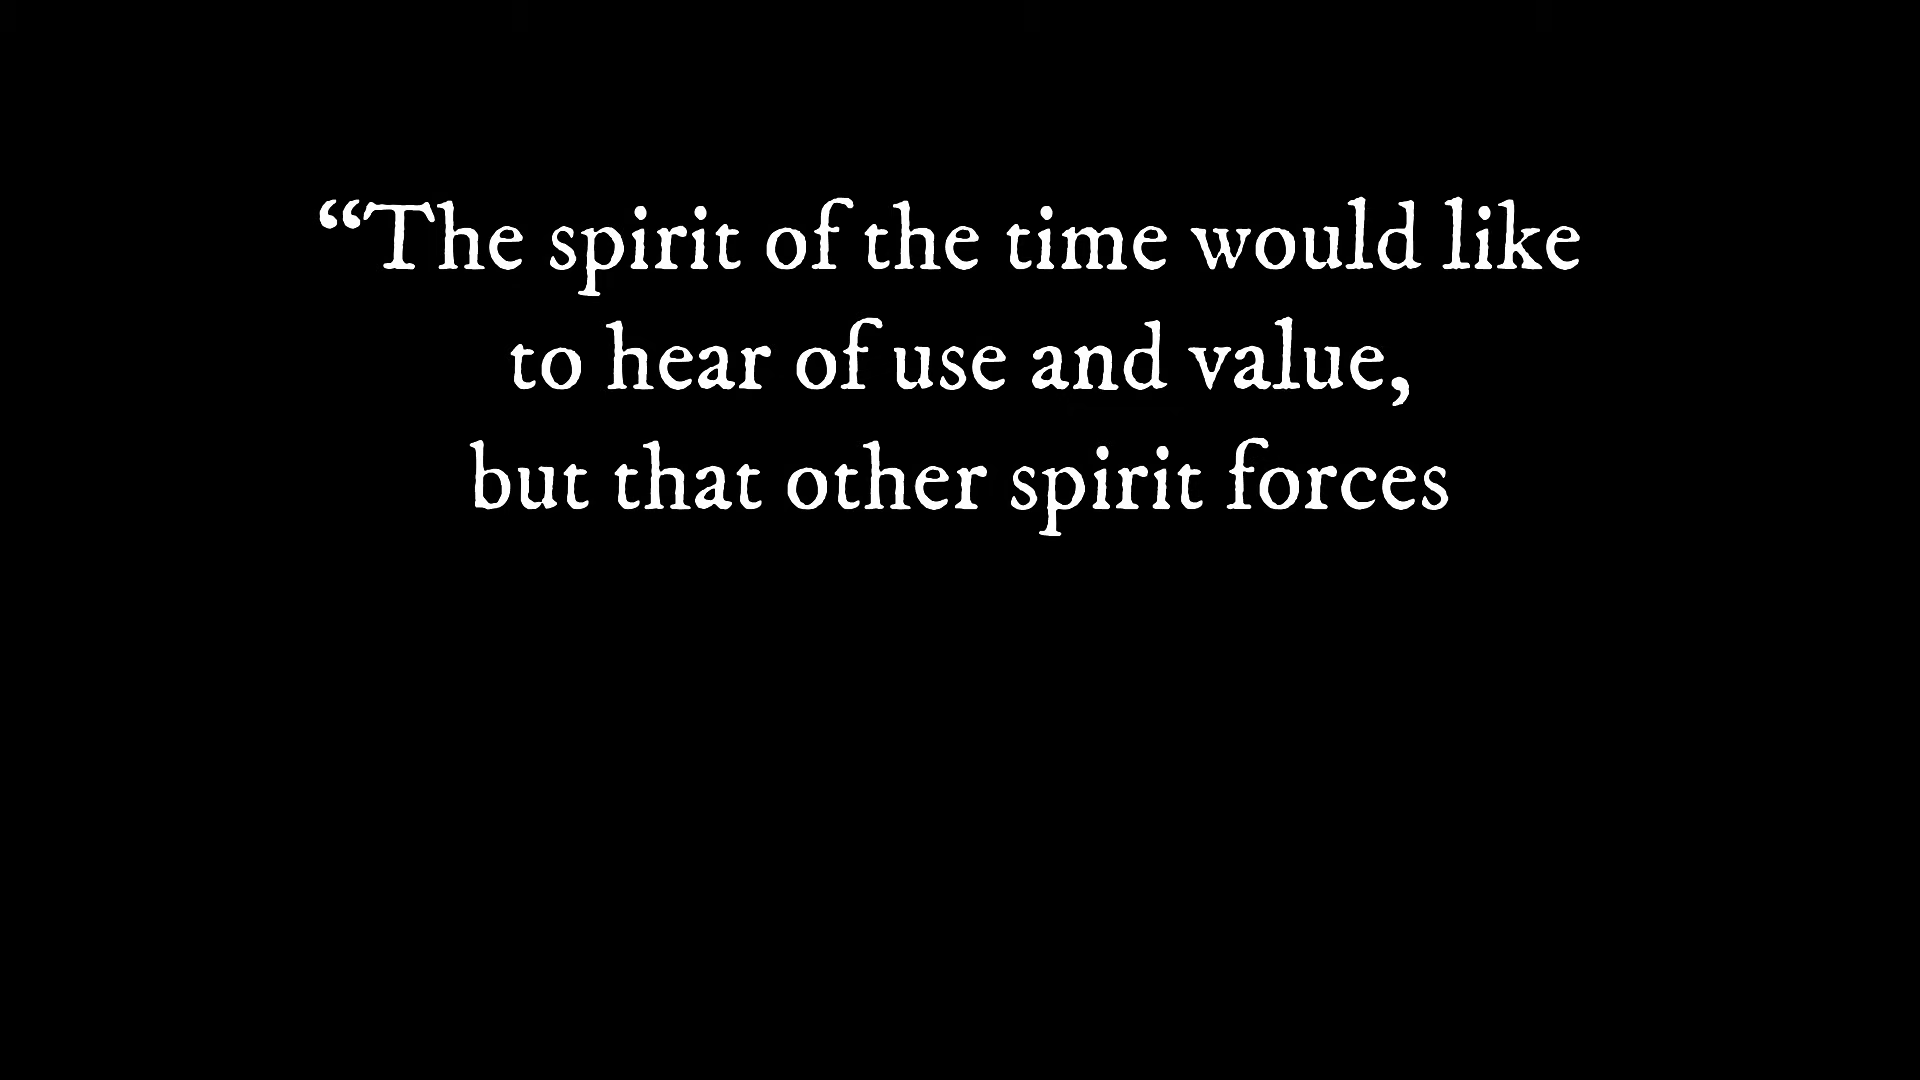 “The spirit of the time would like
to hear of use and value,
but that other spirit forces